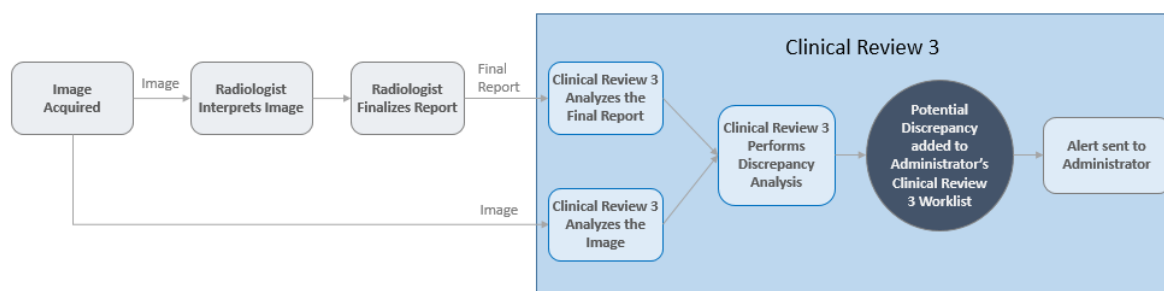 Clinical Review 3
Image
Acquired
Image
Radiologist
Interprets Image
Radiologist
Finalizes Report
Final
Report
Clinical Review 3
Analyzes the
Final Report
Image
Clinical Review 3
Analyzes the
Image
Clinical Review 3
Performs
Discrepancy
Analysis
Potential
Discrepancy
added to
Administrator's
Clinical Review
3 Worklist
Alert sent to
Administrator